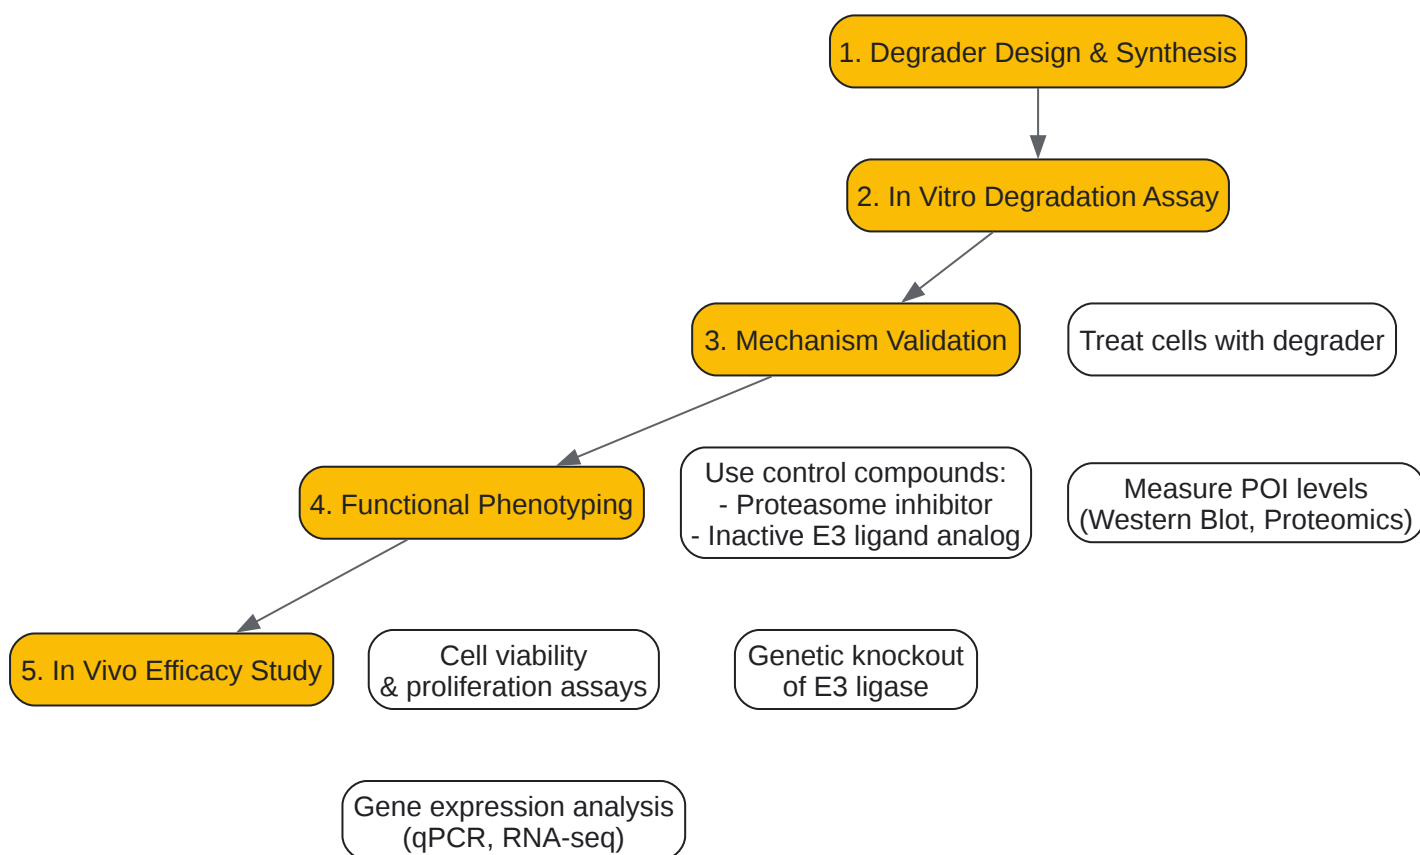 1. Degrader Design & Synthesis
2. In Vitro Degradation Assay
3. Mechanism Validation
Treat cells with degrader
4. Functional Phenotyping
Use control compounds:
- Proteasome inhibitor
- Inactive E3 ligand analog
Measure POI levels
(Western Blot, Proteomics)
5. In Vivo Efficacy Study
Cell viability
& proliferation assays
Genetic knockout
of E3 ligase
Gene expression analysis
(qPCR, RNA-seq)